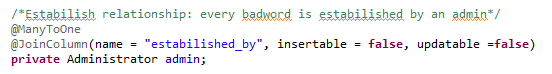 /*Estabilish relationship: every badword is estabilished by an admin*/
@ManyToOne
@JoinColumn(name = "estabilished_by", insertable = false, updatable =false)
private Administrator admin;